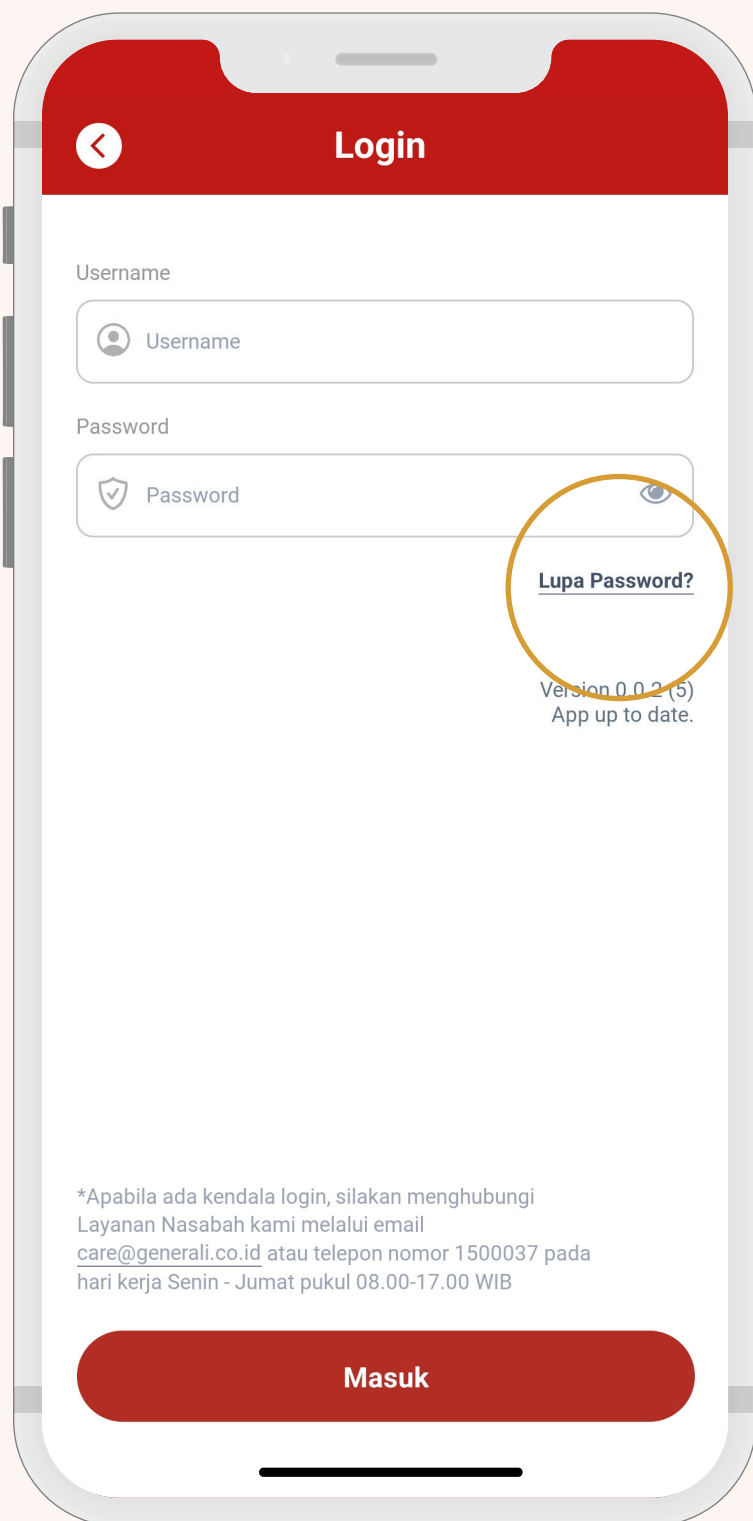 Login
Username
Username
Password
Password
Lupa Password?
Version 0.0.2 (5)
App up to date.
*Apabila ada kendala login, silakan menghubungi
Layanan Nasabah kami melalui email
care@generali.co.id atau telepon nomor 1500037 pada
hari kerja Senin - Jumat pukul 08.00-17.00 WIB
Masuk